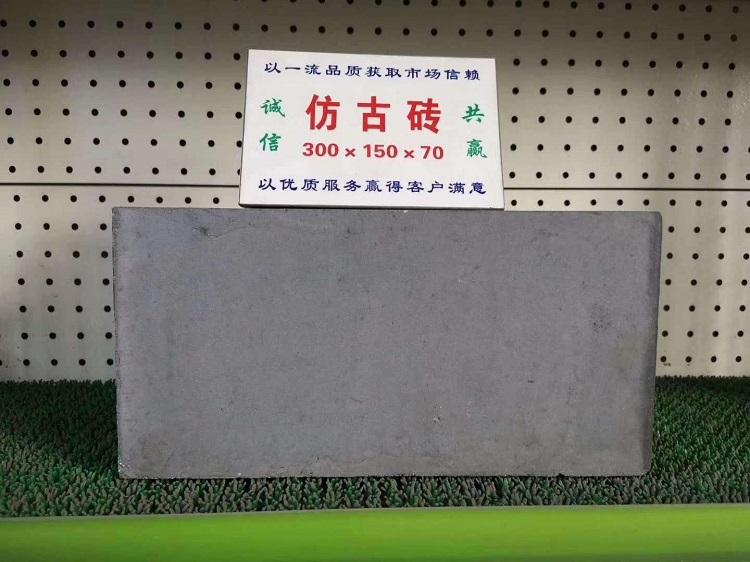 以一流品质获取市场信赖
诚信
仿古砖
共赢
300×150×70
以优质服务赢得客户满意